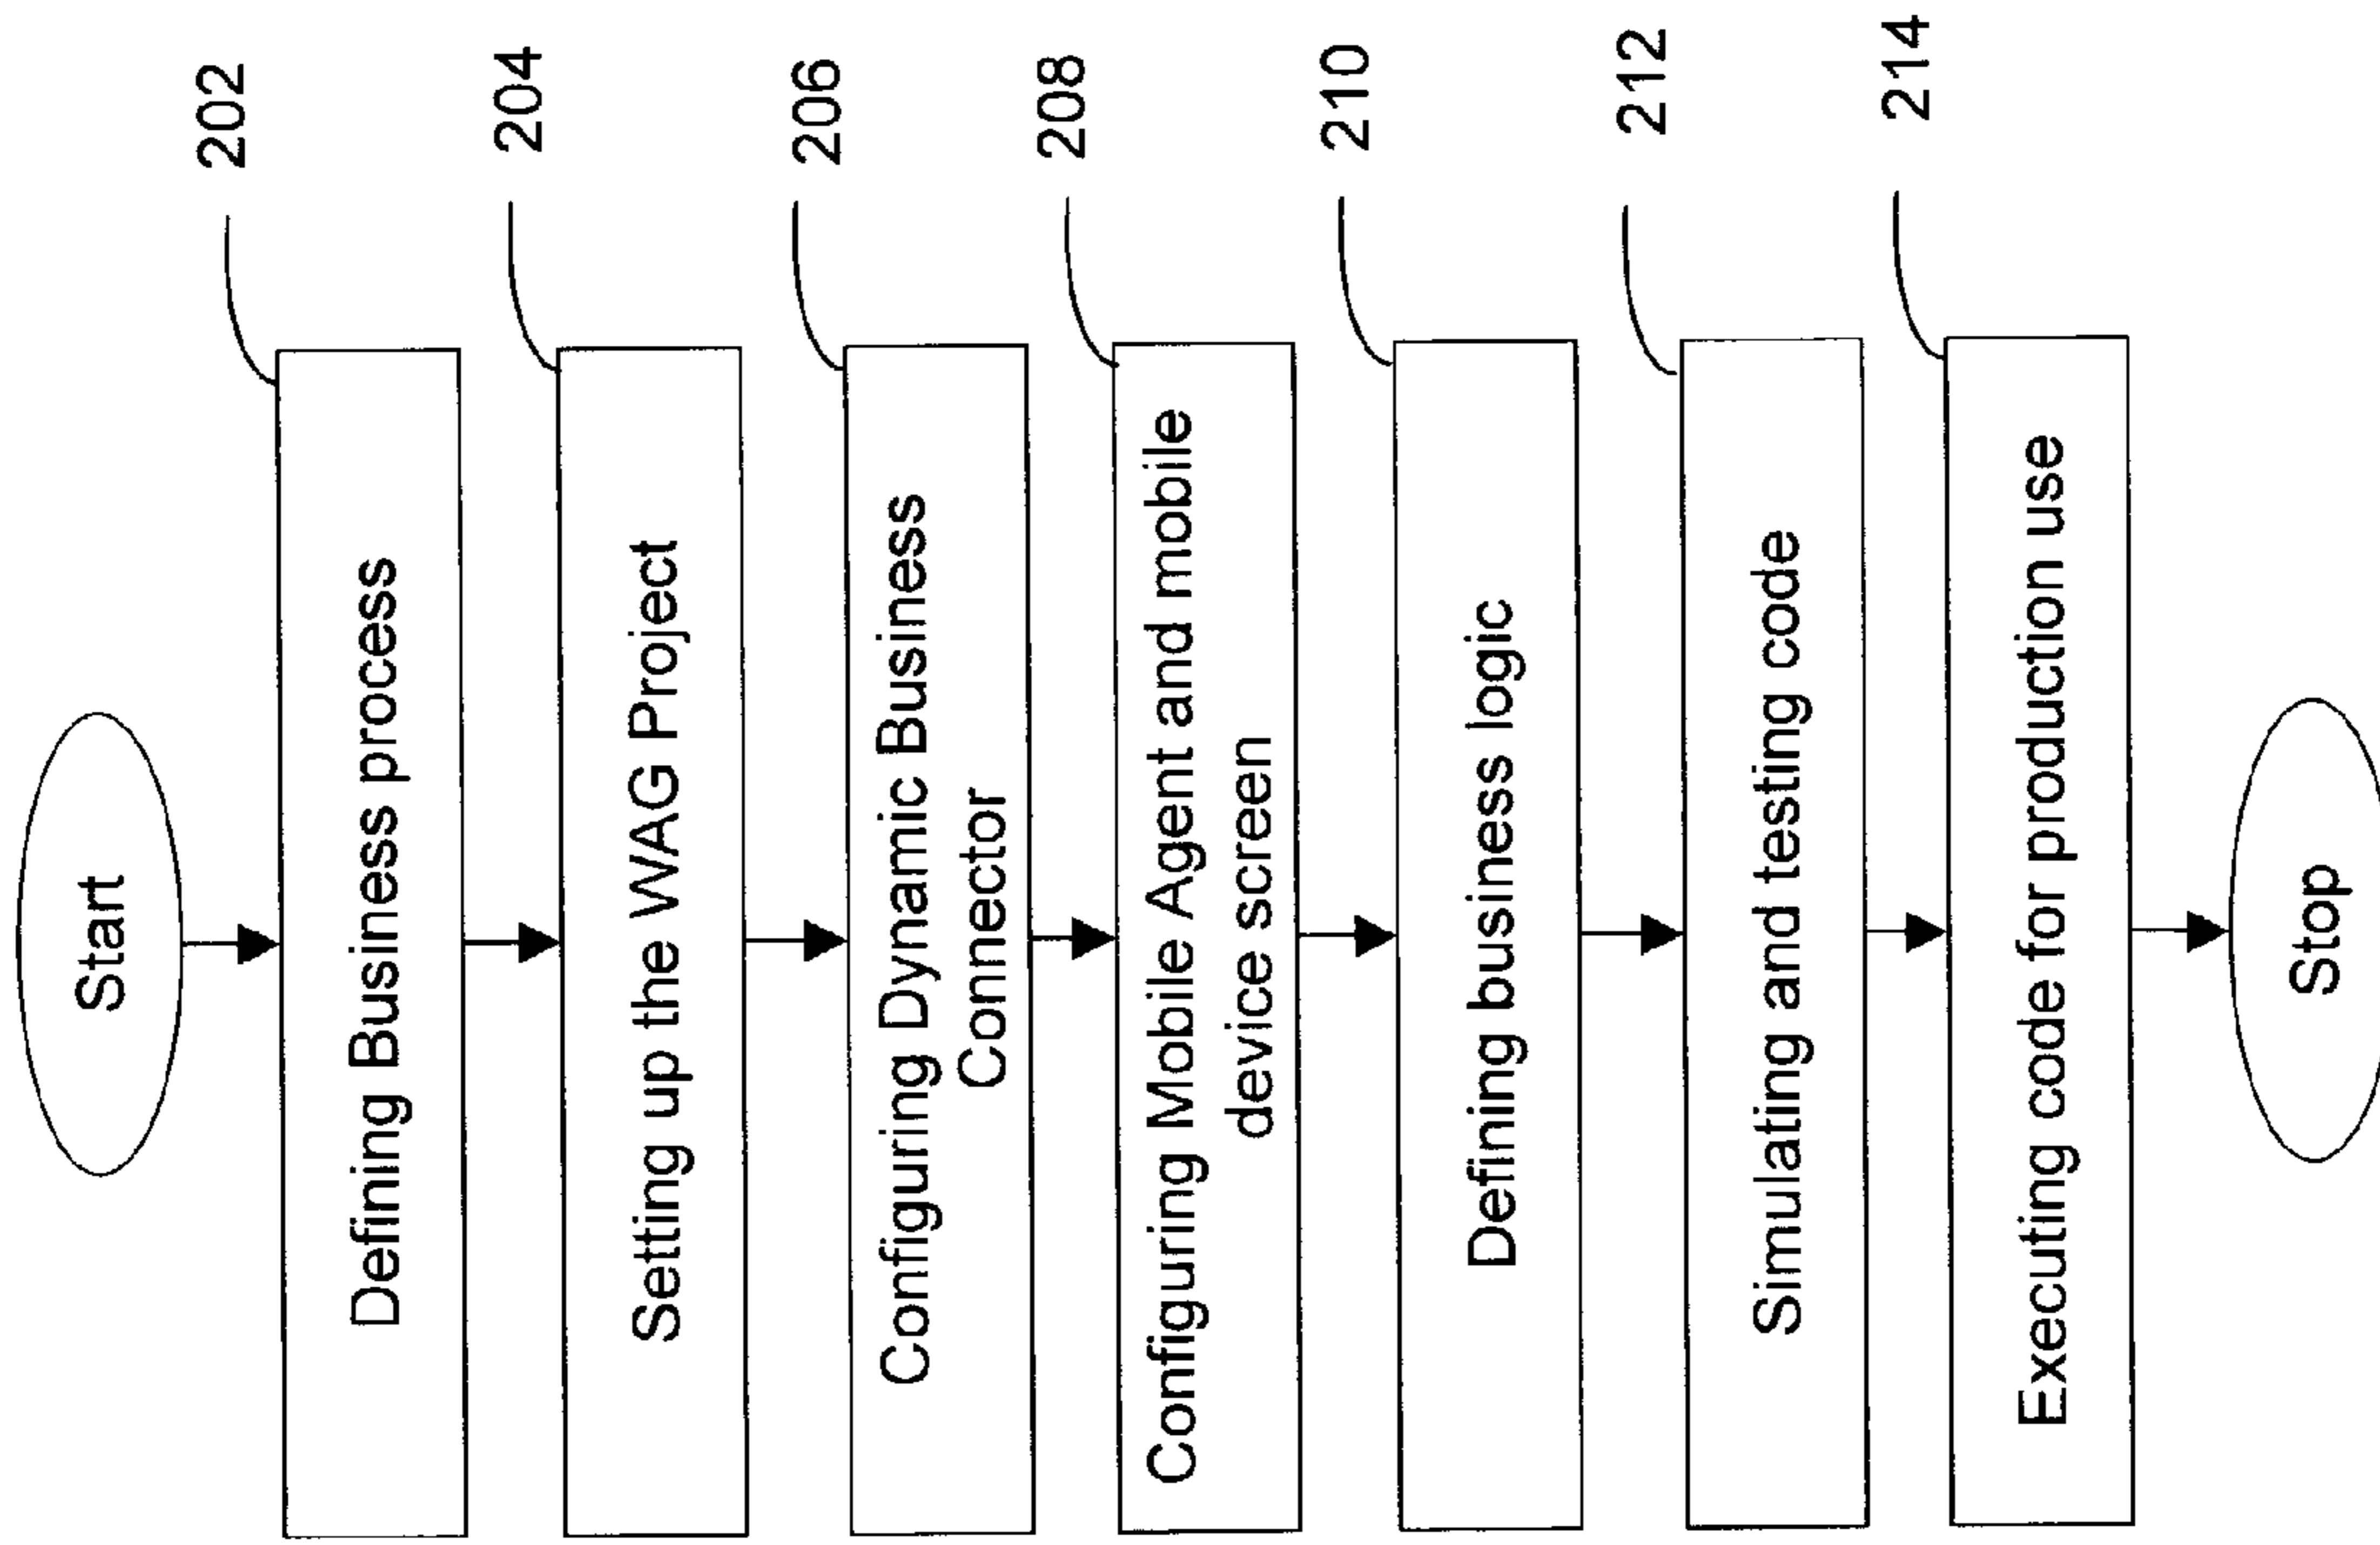 Start
202
Defining Business process
204
Setting up the WAG Project
206
Configuring Dynamic Business
Connector
208
Configuring Mobile Agent and mobile
device screen
210
Defining business logic
212
Simulating and testing code
214
Executing code for production use
Stop